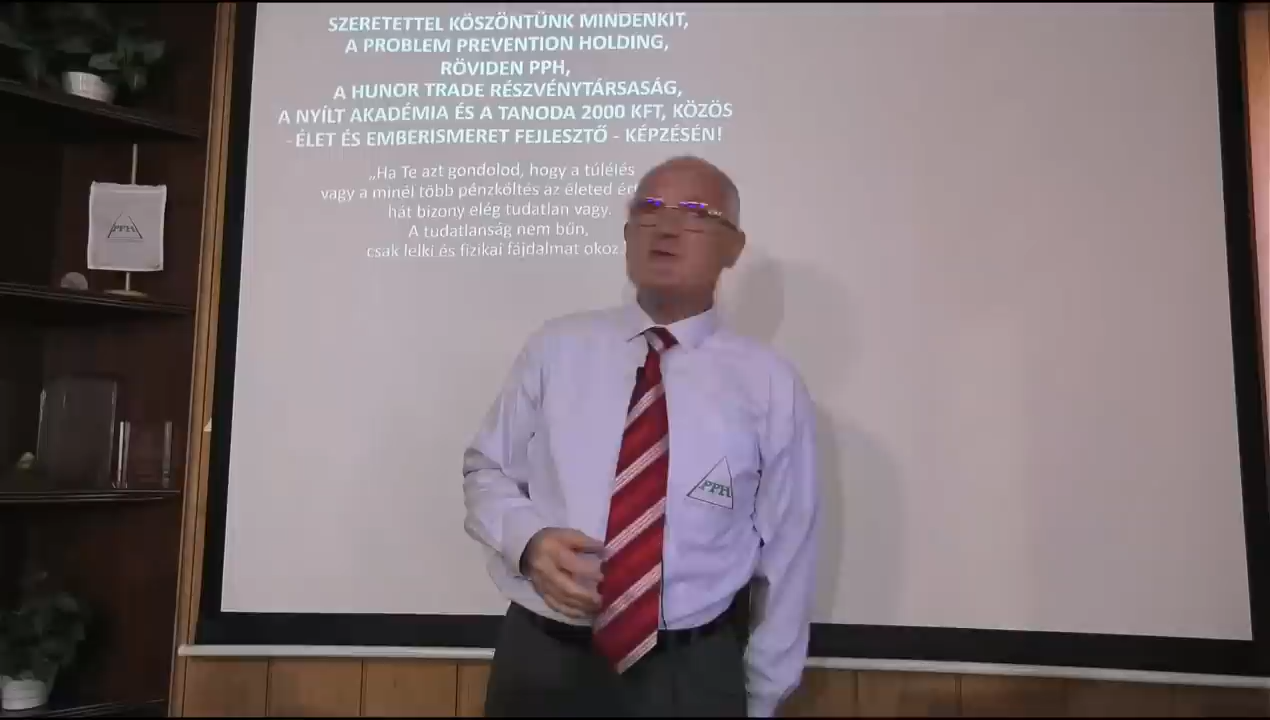 SZERETETTEL KÖSZÖNTÜNK MINDENKIT,
A PROBLEM PREVENTION HOLDING,
RÖVIDEN PPH,
A HUNOR TRADE RÉSZVÉNYTÁRSASÁG,
A NYÍLT AKADÉMIA ÉS A TANODA 2000 KFT, KÖZÖS
- ÉLET ÉS EMBERISMERET FEJLESZTŐ - KÉPZÉSÉN!
„Ha Te azt gondolod, hogy a túlélés
vagy a minél több pénzköltés az életed
hát bizony elég tudatlan vagy.
A tudatlanság nem bűn,
csak lelki és fizikai fájdalmat okoz
PPH
PPH